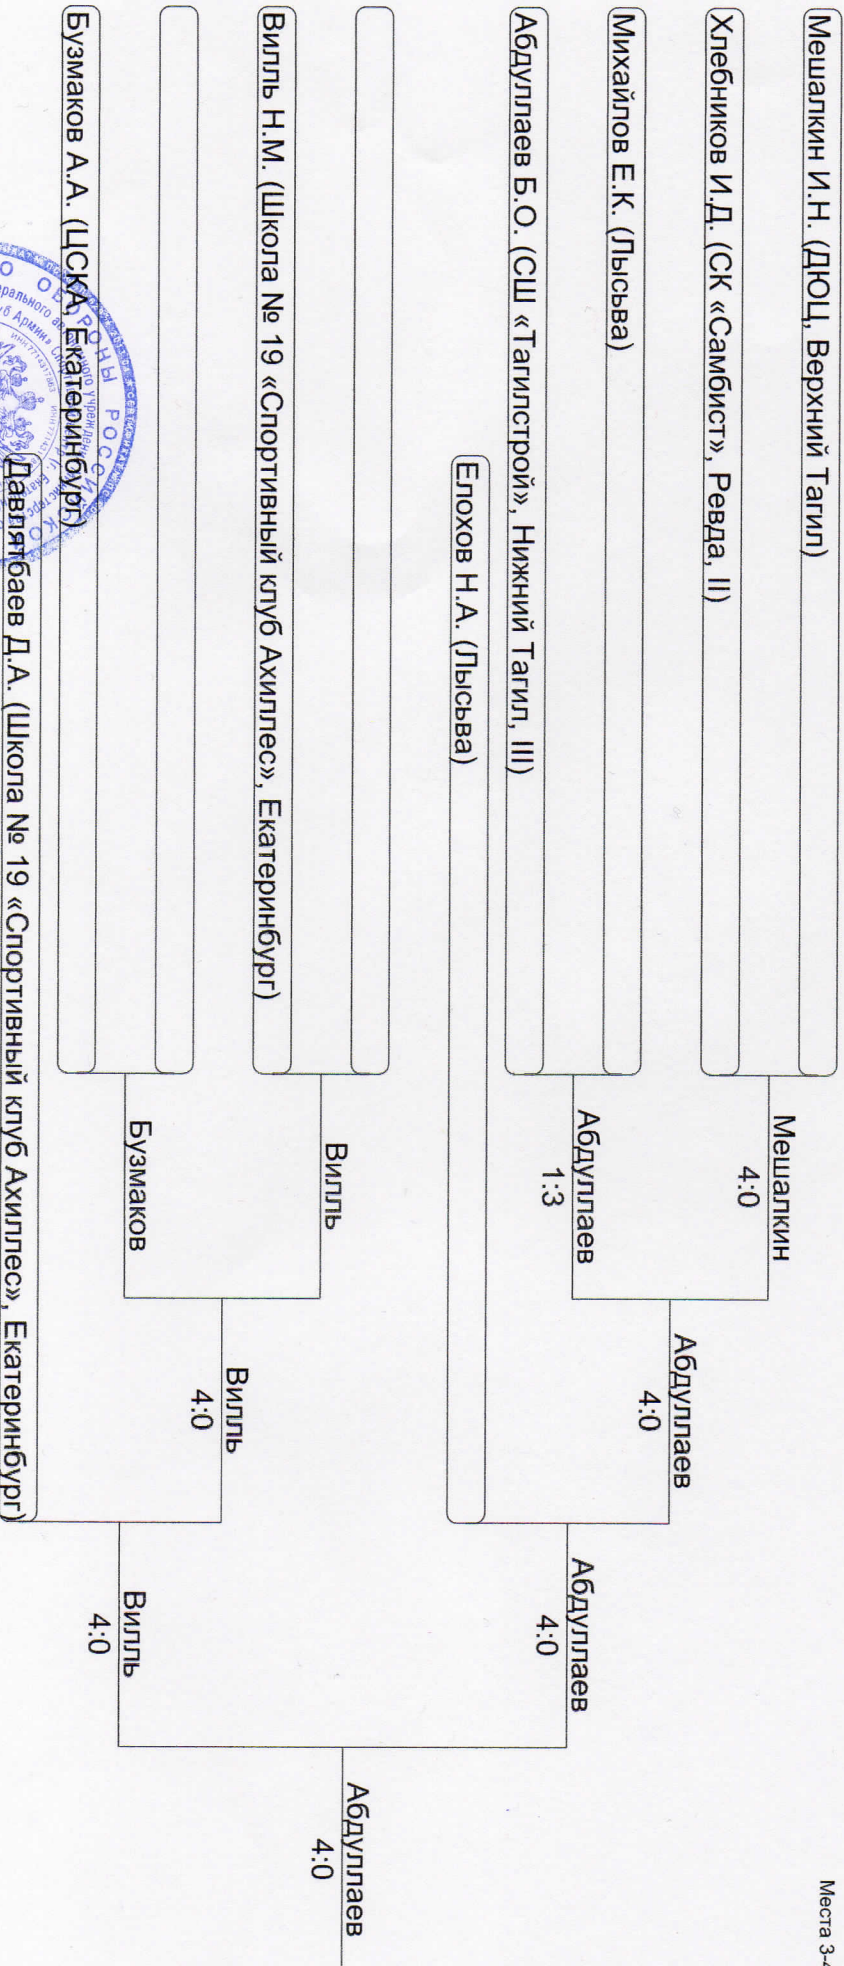 Места 3-4
Мешалкин И.Н. (ДЮЦ, Верхний Тагил)
Мешалкин
4:0
Хлебников И.Д. (СК «Самбист», Ревда, II)
Абдуллаев
4:0
Михайлов Е.К. (Лысьва)
Абдуллаев
1:3
Абдуллаев Б.О. (СШ «Тагилстрой», Нижний Тагил, III)
Абдуллаев
4:0
Елохов Н.А. (Лысьва)
Абдуллаев
4:0
Вилль
Вилль Н.М. (Школа № 19 «Спортивный клуб Ахиллес», Екатеринбург)
Вилль
4:0
Бузмаков
Вилль
4:0
Бузмаков А.А. (ЦСКА, Екатеринбург)
Давлятбаев Д.А. (Школа № 19 «Спортивный клуб Ахиллес», Екатеринбург)
ОБОРОНЫ РОССИЙСКО